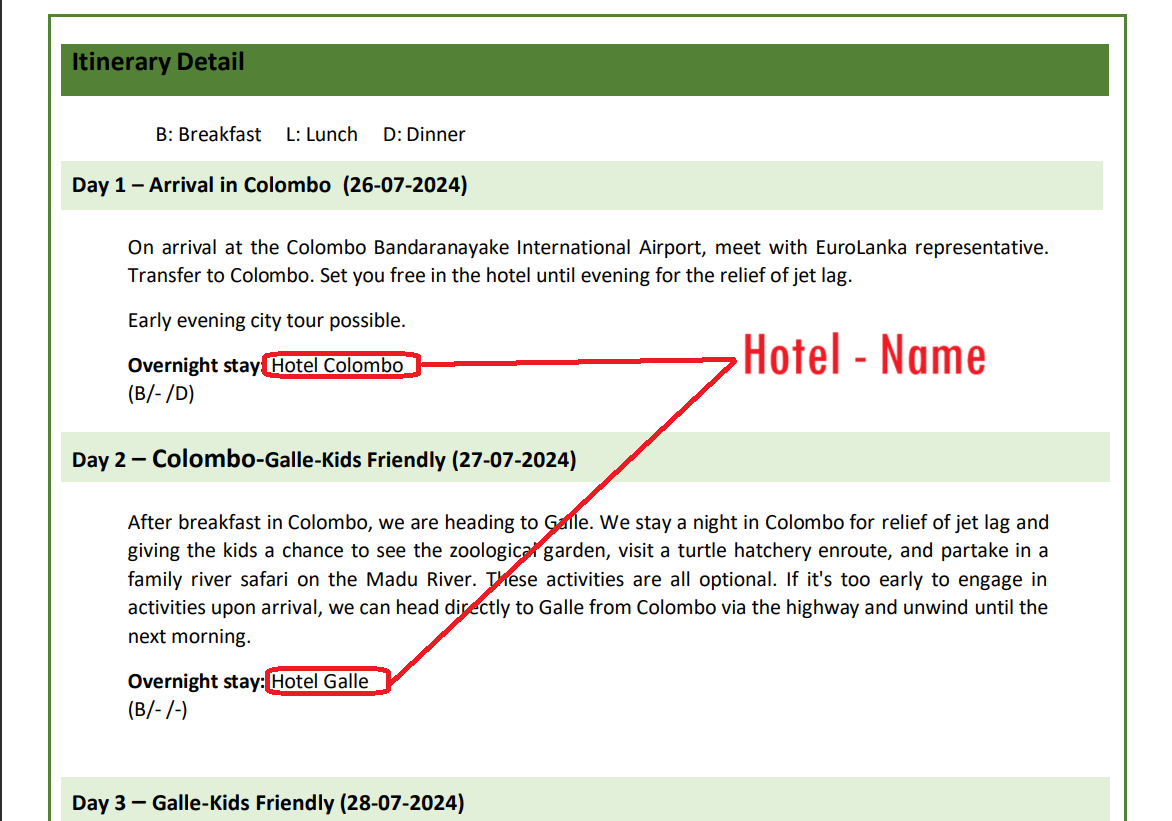 Itinerary Detail
B: Breakfast L: Lunch D: Dinner
Day 1 – Arrival in Colombo (26-07-2024)
On arrival at the Colombo Bandaranayake International Airport, meet with EuroLanka representative.
Transfer to Colombo. Set you free in the hotel until evening for the relief of jet lag.
Early evening city tour possible.
Overnight stay: Hotel Colombo
Hotel - Name
(B/- /D)
Day 2 – Colombo-Galle-Kids Friendly (27-07-2024)
After breakfast in Colombo, we are heading to Galle. We stay a night in Colombo for relief of jet lag and
giving the kids a chance to see the zoological garden, visit a turtle hatchery enroute, and partake in a
family river safari on the Madu River. These activities are all optional. If it's too early to engage in
activities upon arrival, we can head directly to Galle from Colombo via the highway and unwind until the
next morning.
Overnight stay: Hotel Galle
(B/- /-)
Day 3 – Galle-Kids Friendly (28-07-2024)